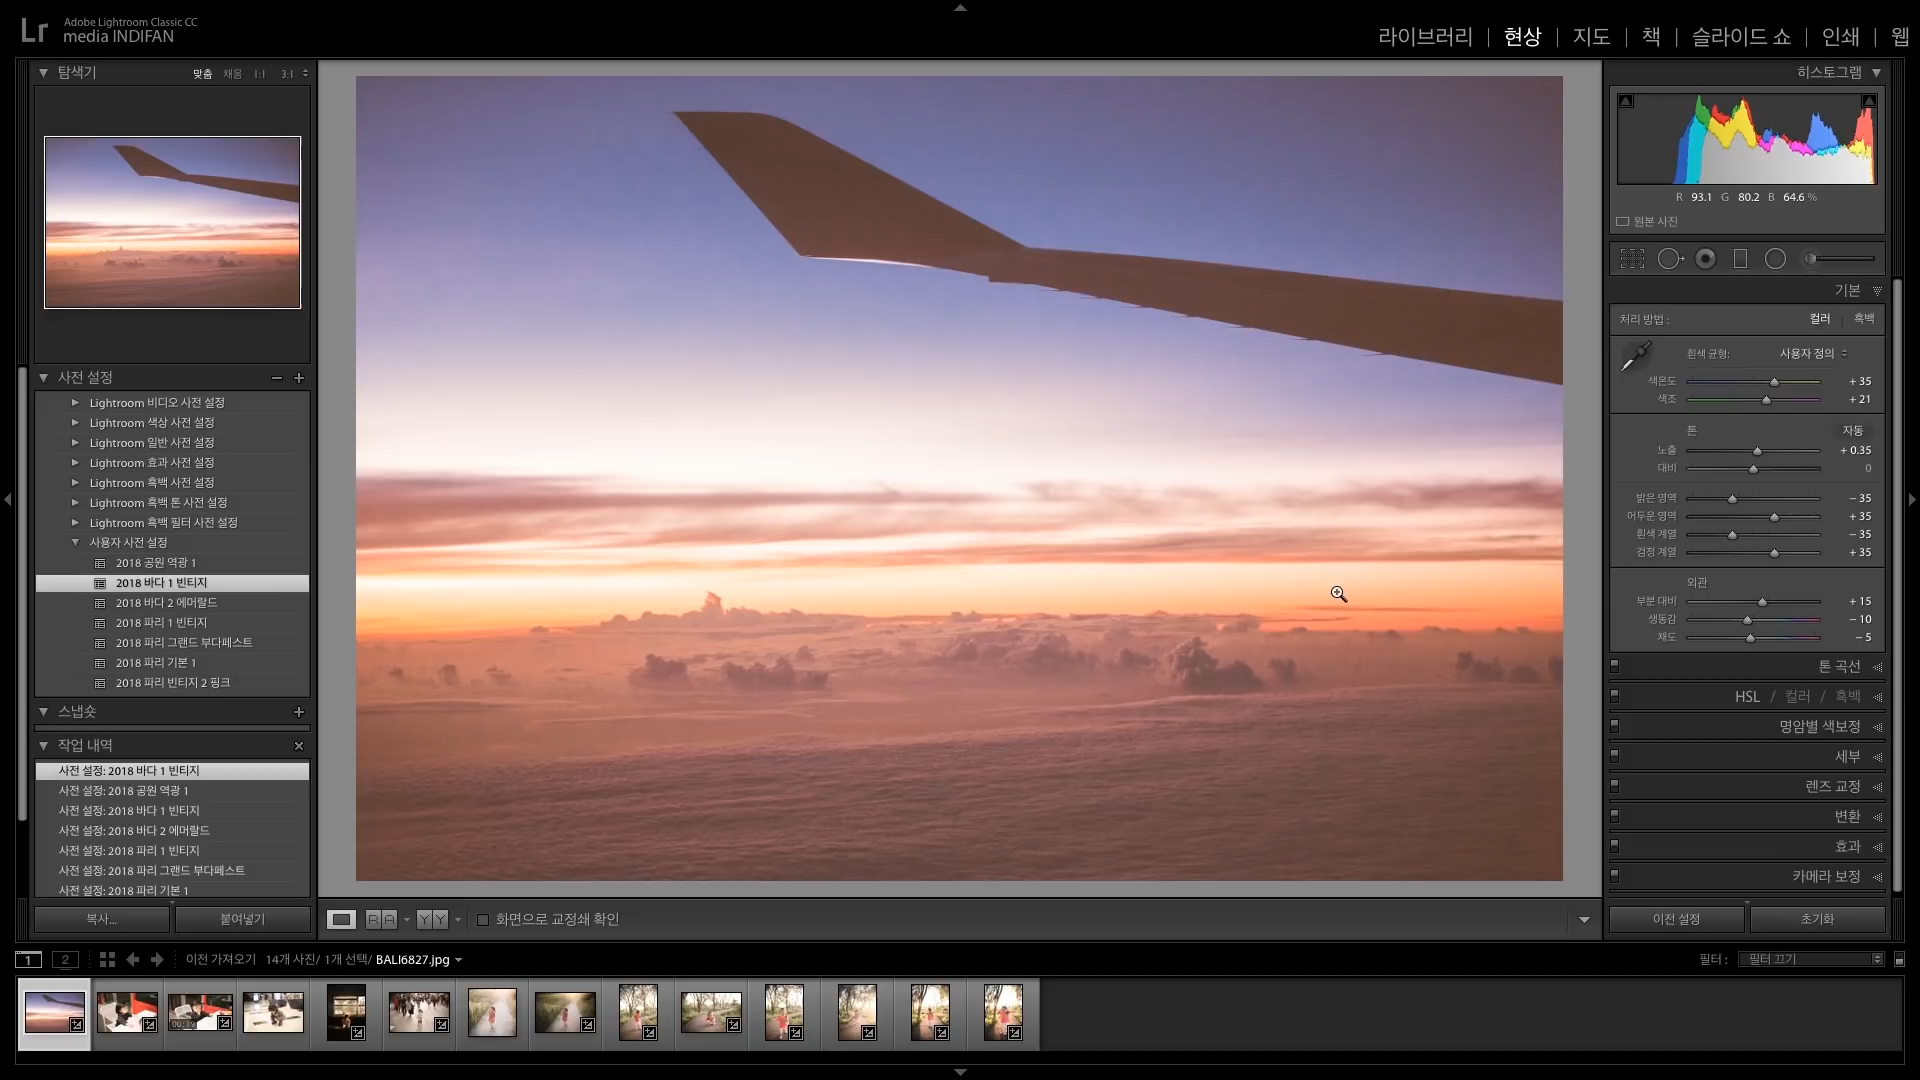 Lr
Adobe Lightroom Classic CC
media INDIFAN
라이브러리 | 현상 | 지도 | 책 | 슬라이드 쇼 | 인쇄 | 웹
탐색기 맞춤 채움 1:1 3:1
사전 설정
Lightroom 비디오 사전 설정
Lightroom 색상 사전 설정
Lightroom 일반 사전 설정
Lightroom 효과 사전 설정
Lightroom 흑백 사전 설정
Lightroom 흑백 톤 사전 설정
Lightroom 흑백 필터 사전 설정
사용자 사전 설정
2018 공원 역광 1
2018 바다 1 빈티지
2018 바다 2 에머랄드
2018 파리 1 빈티지
2018 파리 그랜드 부다페스트
2018 파리 기본 1
2018 파리 빈티지 2 핑크
스냅숏
작업 내역
사전 설정: 2018 바다 1 빈티지
사전 설정: 2018 공원 역광 1
사전 설정: 2018 바다 1 빈티지
사전 설정: 2018 바다 2 에머랄드
사전 설정: 2018 파리 1 빈티지
사전 설정: 2018 파리 그랜드 부다페스트
사전 설정: 2018 파리 기본 1
복사... 붙여넣기
R A Y Y 화면으로 교정쇄 확인
히스토그램
R 93.1 G 80.2 B 64.6 %
원본 사진
기본
처리 방법 : 컬러 흑백
흰색 균형: 사용자 정의
색온도 + 35
색조 + 21
톤 자동
노출 + 0.35
대비 0
밝은 영역 − 35
어두운 영역 + 35
흰색 계열 − 35
검정 계열 + 35
외관
부분 대비 + 15
생동감 − 10
채도 − 5
톤 곡선
HSL / 컬러 / 흑백
명암별 색보정
세부
렌즈 교정
변환
효과
카메라 보정
이전 설정 초기화
1 2 이전 가져오기 14개 사진/ 1개 선택/ BALI6827.jpg
필터 : 필터 끄기
00:19